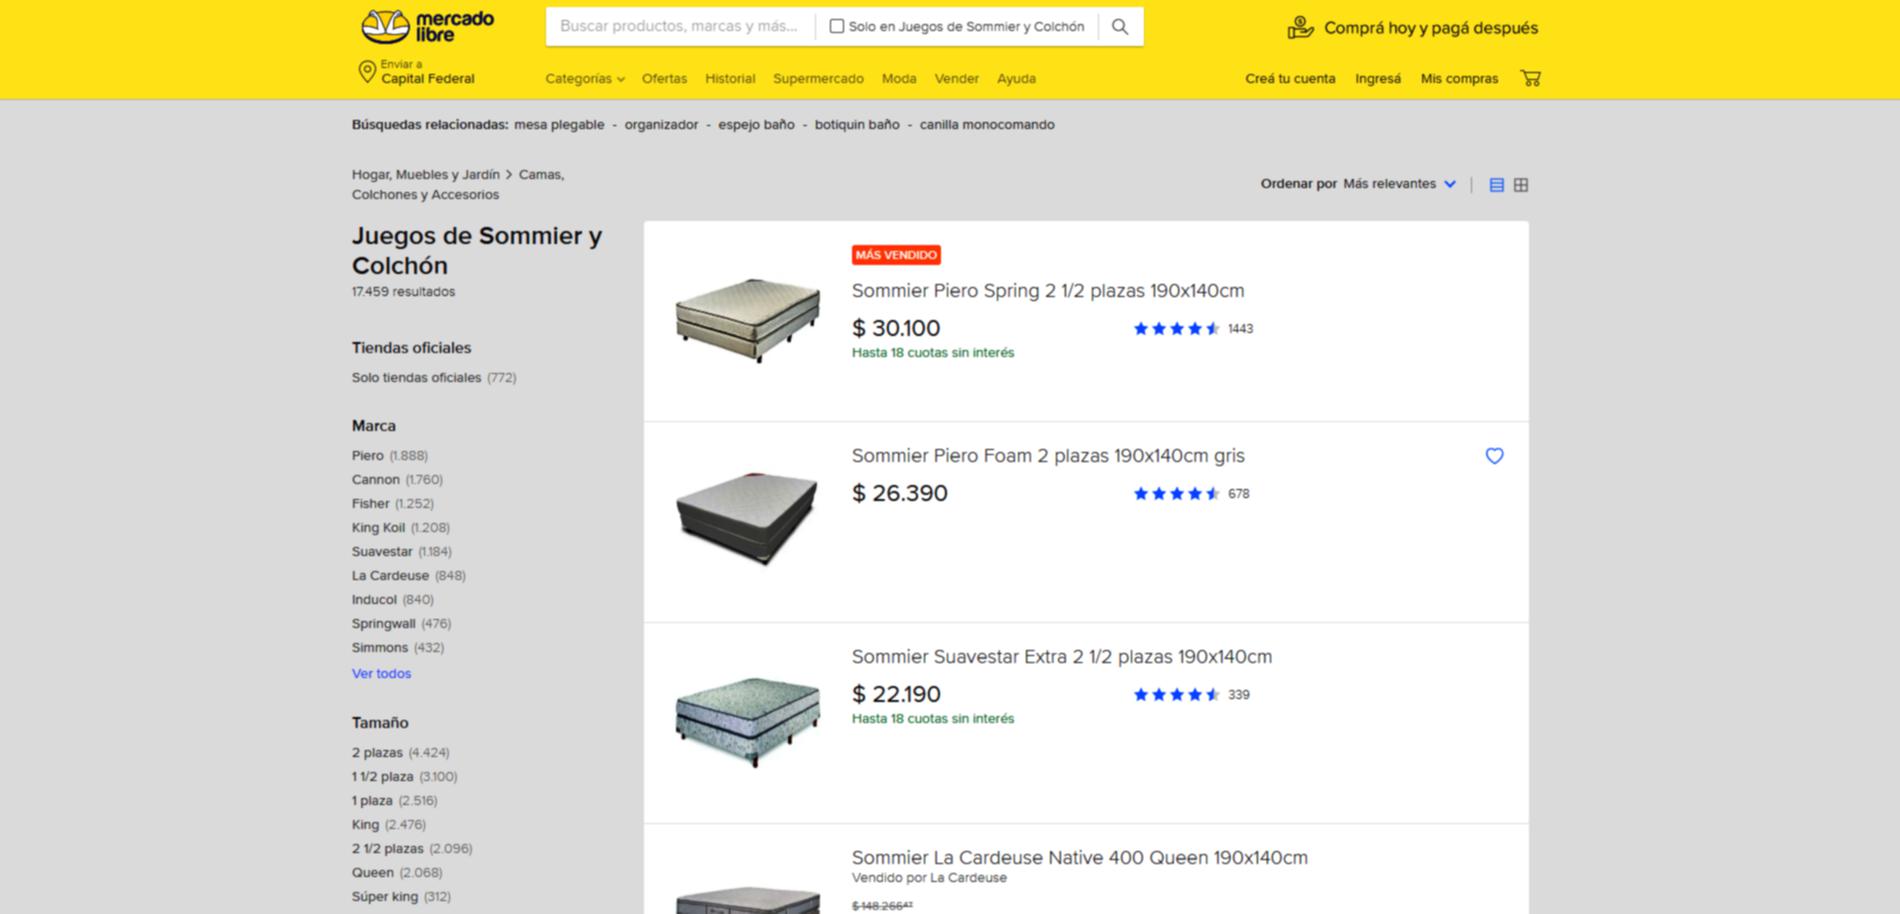 mercado
libre
Buscar productos, marcas y más...
Solo en Juegos de Sommier y Colchón
Comprá hoy y pagá después
Enviar a
Capital Federal
Categorías Ofertas Historial Supermercado Moda Vender Ayuda
Creá tu cuenta Ingresá Mis compras
Búsquedas relacionadas: mesa plegable - organizador - espejo baño - botiquin baño - canilla monocomando
Hogar, Muebles y Jardín > Camas,
Colchones y Accesorios
Ordenar por Más relevantes
Juegos de Sommier y
Colchón
17.459 resultados
Tiendas oficiales
Solo tiendas oficiales (772)
Marca
Piero (1.888)
Cannon (1.760)
Fisher (1.252)
King Koil (1.208)
Suavestar (1.184)
La Cardeuse (848)
Inducol (840)
Springwall (476)
Simmons (432)
Ver todos
Tamaño
2 plazas (4.424)
1 1/2 plaza (3.100)
1 plaza (2.516)
King (2.476)
2 1/2 plazas (2.096)
Queen (2.068)
Súper king (312)
MÁS VENDIDO
Sommier Piero Spring 2 1/2 plazas 190x140cm
$ 30.100
1443
Hasta 18 cuotas sin interés
Sommier Piero Foam 2 plazas 190x140cm gris
$ 26.390
678
Sommier Suavestar Extra 2 1/2 plazas 190x140cm
$ 22.190
339
Hasta 18 cuotas sin interés
Sommier La Cardeuse Native 400 Queen 190x140cm
Vendido por La Cardeuse
$ 148.266⁴⁷